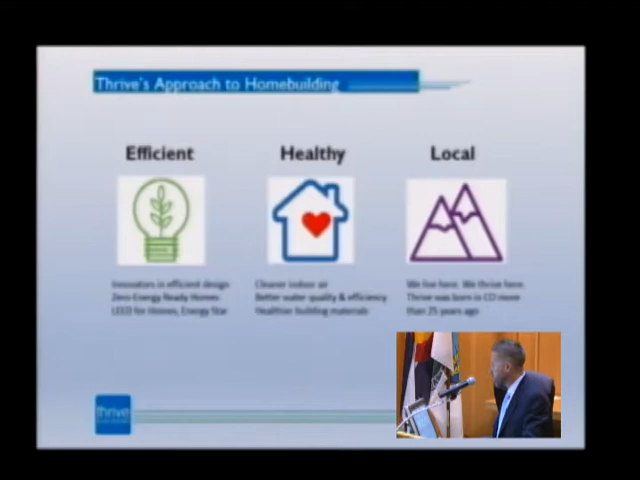 Thrive's Approach to Homebuilding
Efficient
Healthy
Local
Innovators in efficient design
Zero Energy Ready Homes
LEED for Homes, Energy Star
Cleaner indoor air
Better water quality & efficiency
Healthier building materials
We live here. We thrive here.
Thrive was born in CO more
than 25 years ago
thrive